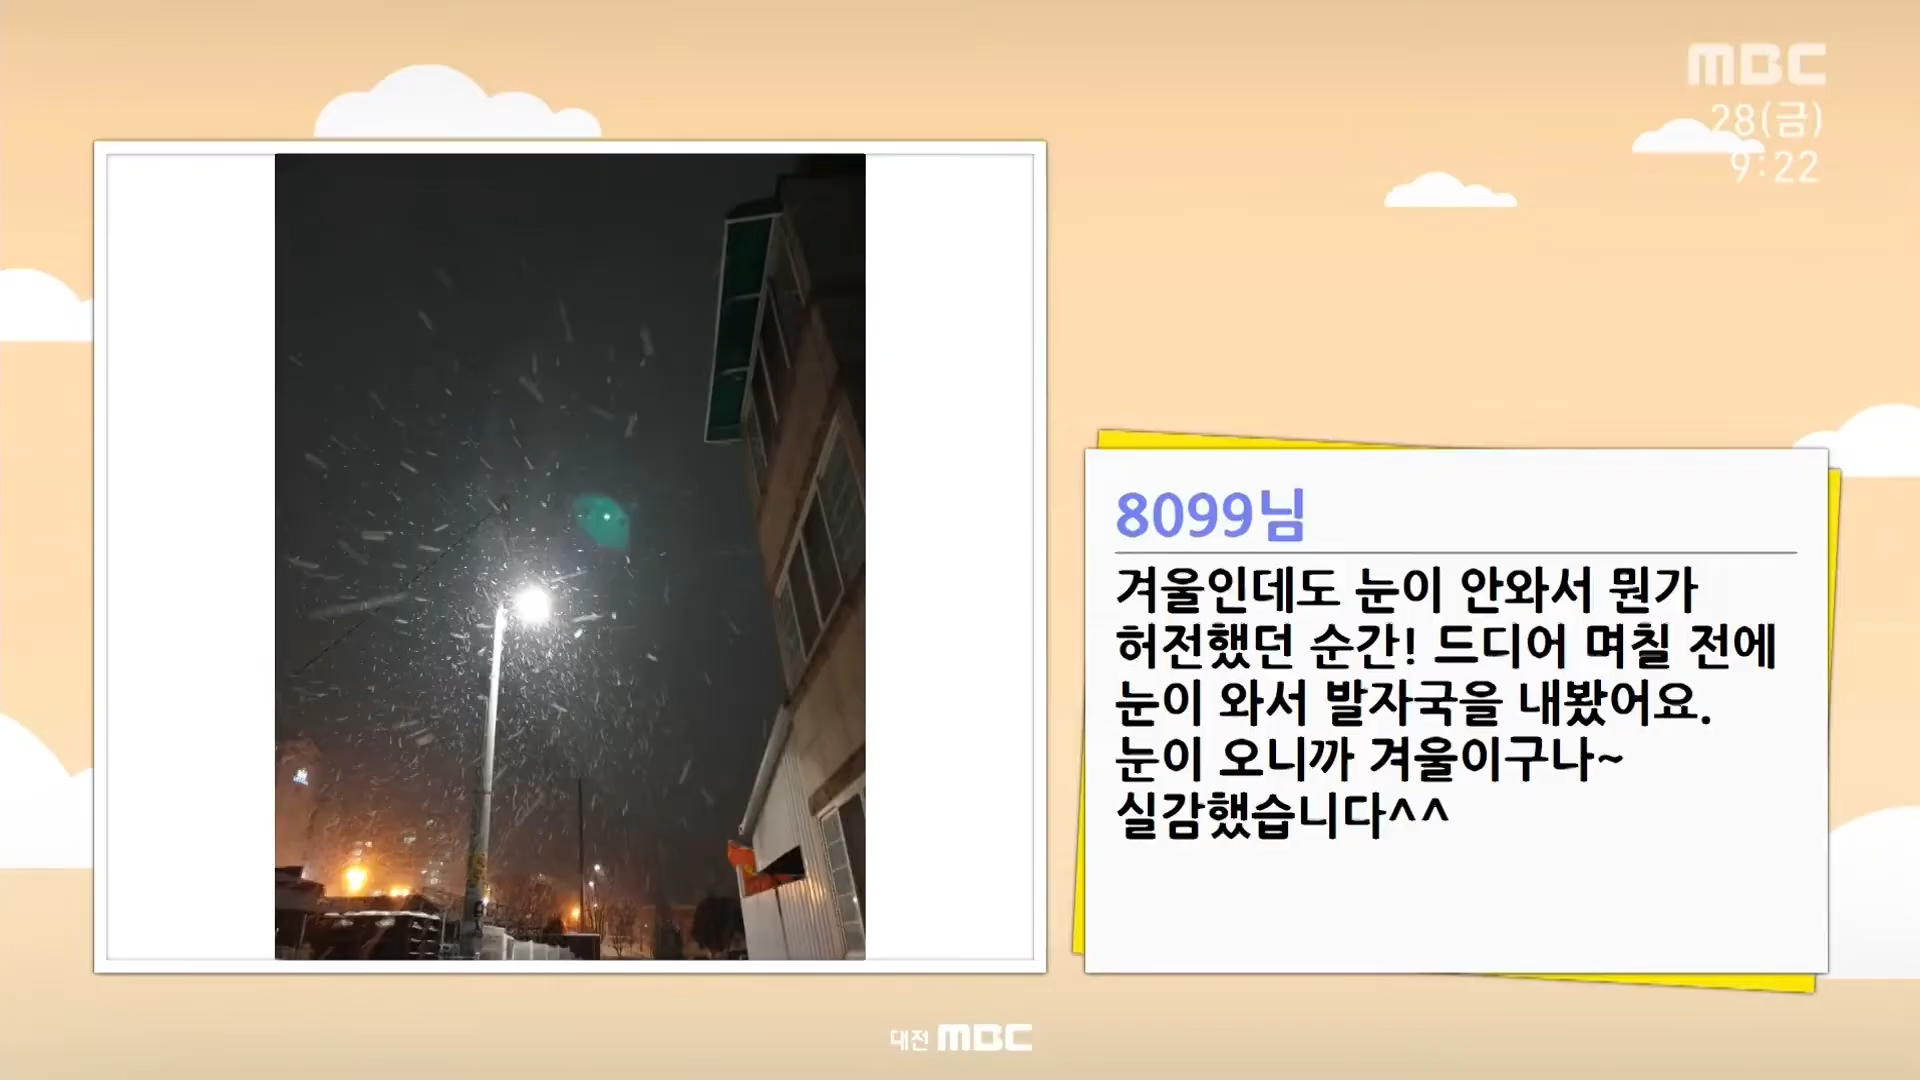 MBC
28(금)
9:22
8099님
겨울인데도 눈이 안와서 뭔가
허전했던 순간! 드디어 며칠 전에
눈이 와서 발자국을 내봤어요.
눈이 오니까 겨울이구나~
실감했습니다^^
대전 MBC